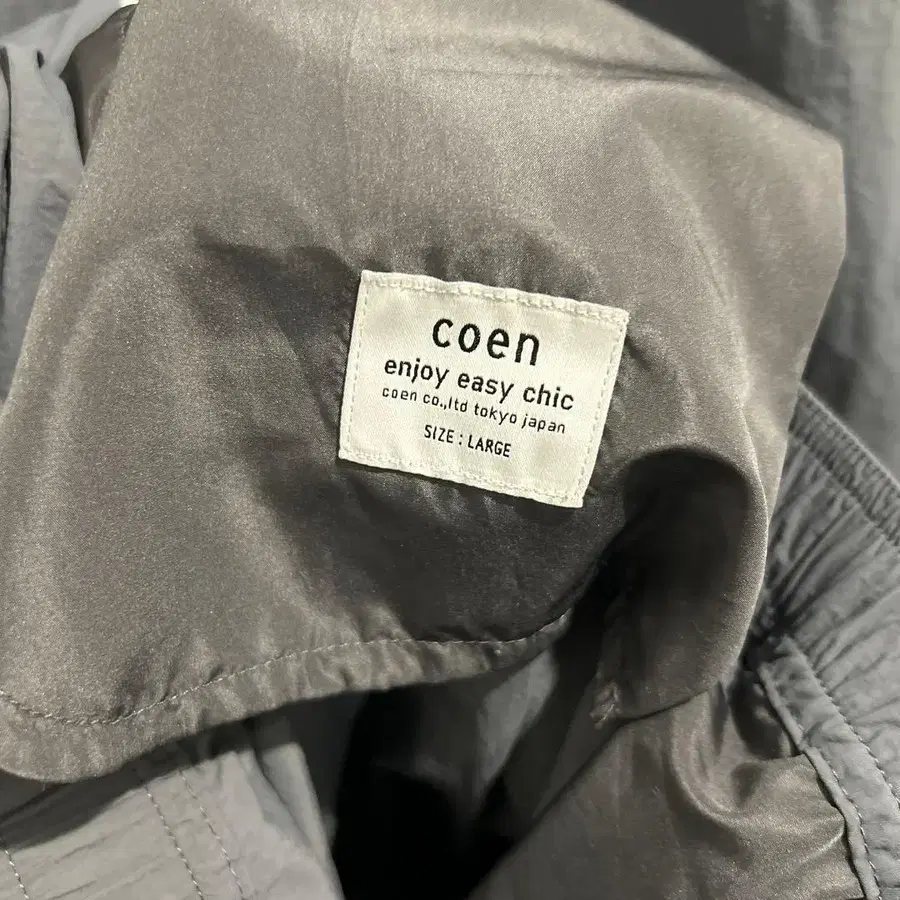 coen
enjoy easy chic
coen co.,ltd tokyo japan
SIZE : LARGE